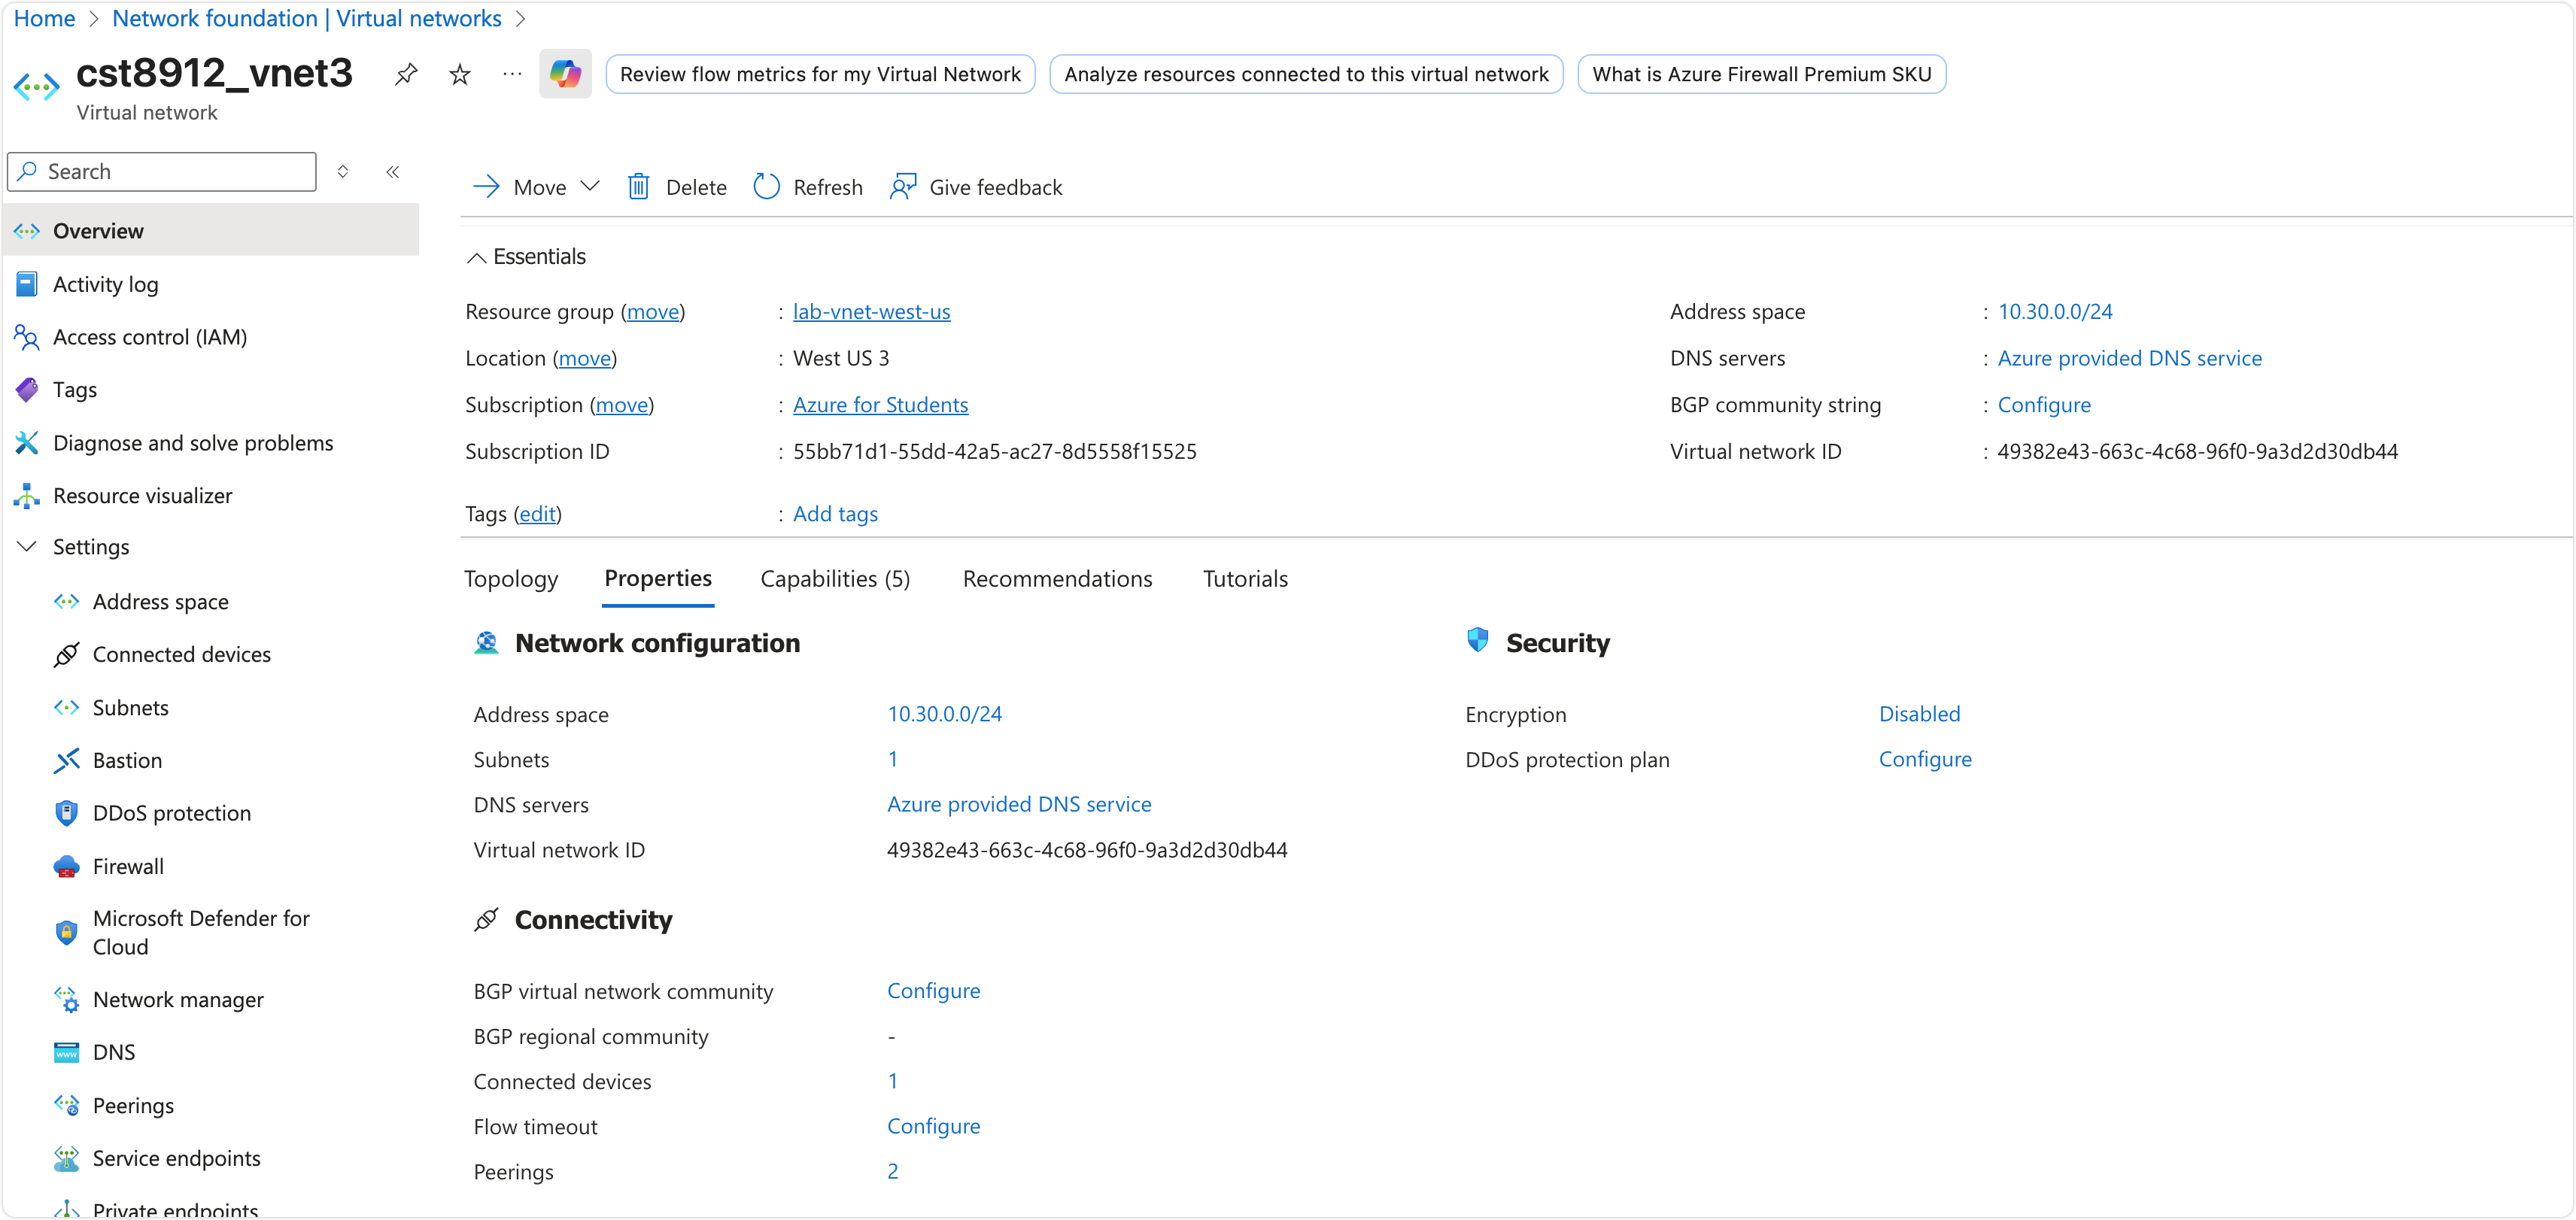 Home > Network foundation | Virtual networks >
cst8912_vnet3
Virtual network
Review flow metrics for my Virtual Network
Analyze resources connected to this virtual network
What is Azure Firewall Premium SKU
Search
Overview
Activity log
Access control (IAM)
Tags
Diagnose and solve problems
Resource visualizer
Settings
Address space
Connected devices
Subnets
Bastion
DDoS protection
Firewall
Microsoft Defender for
Cloud
Network manager
DNS
Peerings
Service endpoints
Private endpoints
Move Delete Refresh Give feedback
Essentials
Resource group (move) : lab-vnet-west-us
Location (move) : West US 3
Subscription (move) : Azure for Students
Subscription ID : 55bb71d1-55dd-42a5-ac27-8d5558f15525
Address space : 10.30.0.0/24
DNS servers : Azure provided DNS service
BGP community string : Configure
Virtual network ID : 49382e43-663c-4c68-96f0-9a3d2d30db44
Tags (edit) : Add tags
Topology Properties Capabilities (5) Recommendations Tutorials
Network configuration
Address space 10.30.0.0/24
Subnets 1
DNS servers Azure provided DNS service
Virtual network ID 49382e43-663c-4c68-96f0-9a3d2d30db44
Connectivity
BGP virtual network community Configure
BGP regional community -
Connected devices 1
Flow timeout Configure
Peerings 2
Security
Encryption Disabled
DDoS protection plan Configure